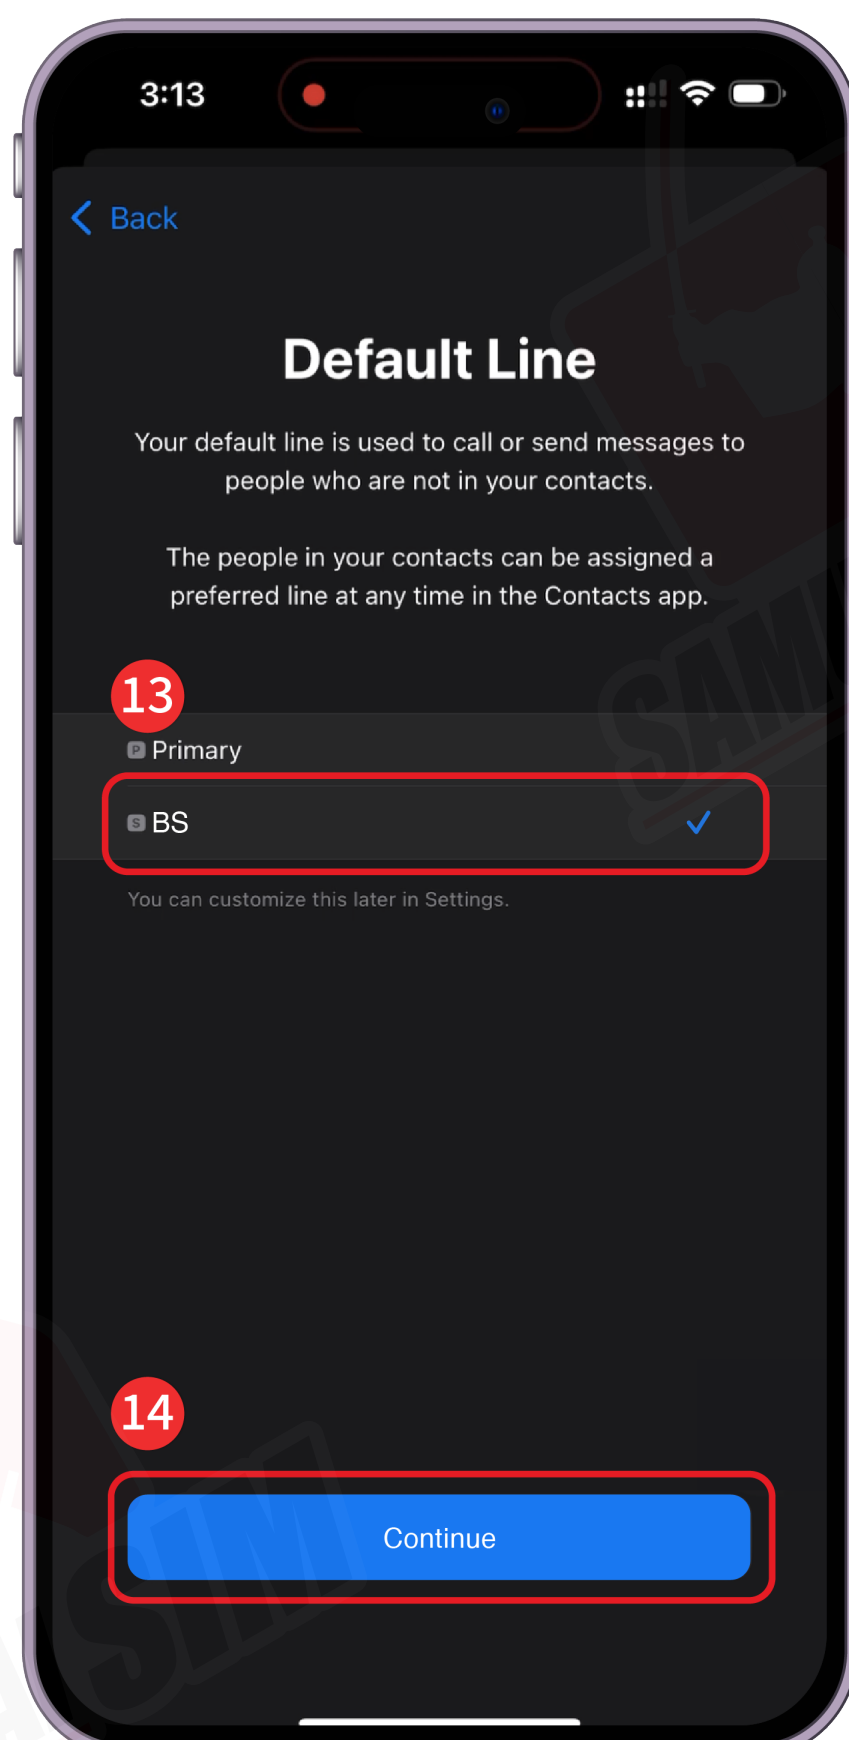 3:13
Back
Default Line
Your default line is used to call or send messages to
people who are not in your contacts.
The people in your contacts can be assigned a
preferred line at any time in the Contacts app.
13
P Primary
S BS
You can customize this later in Settings.
14
Continue